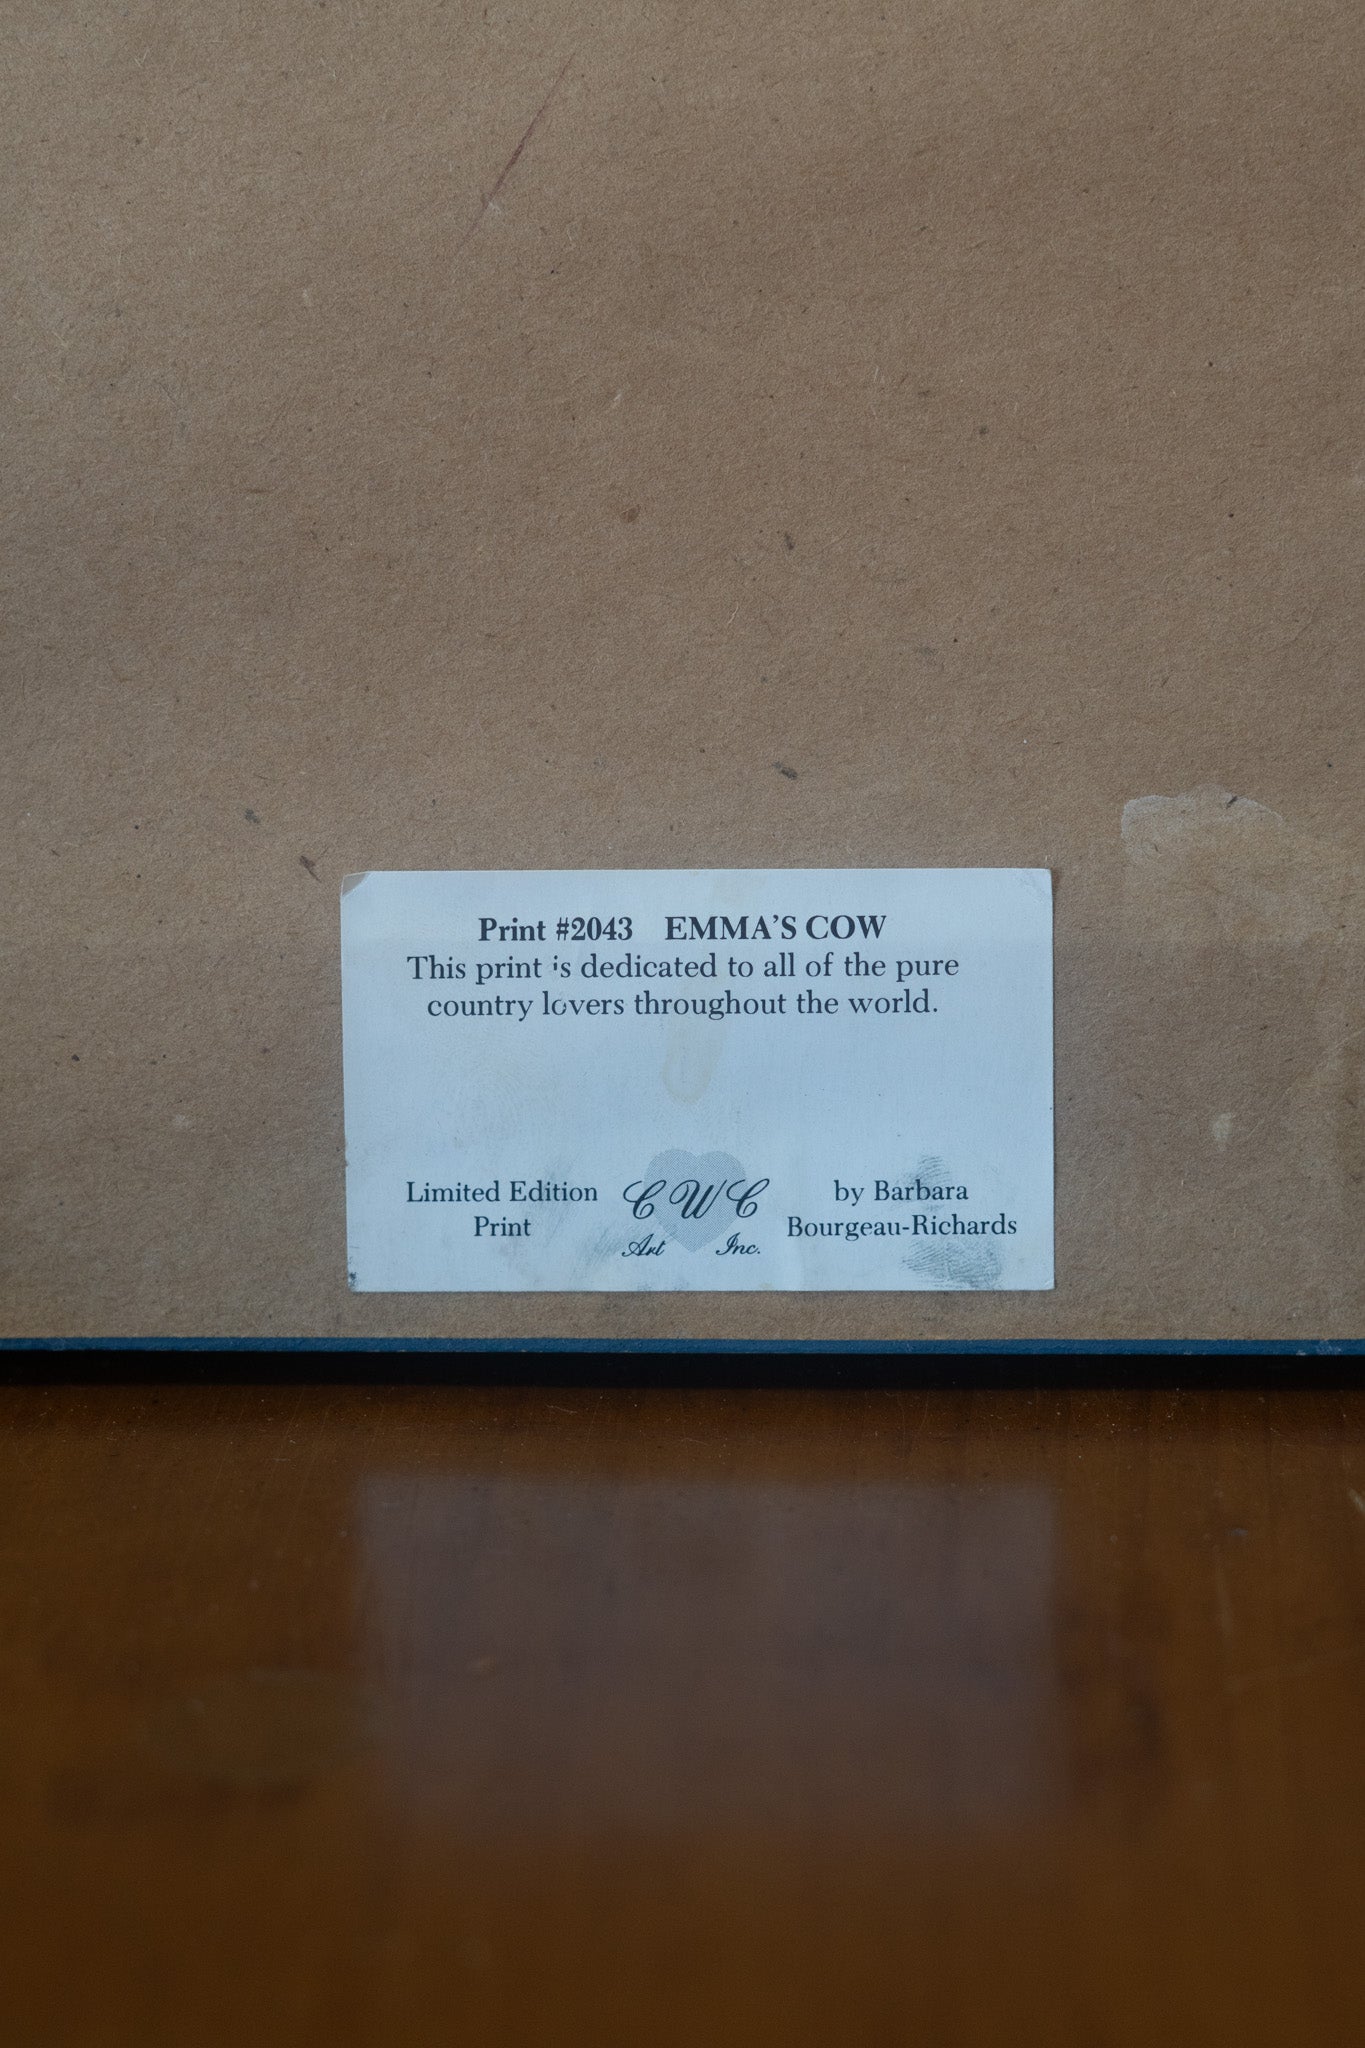 Print #2043 EMMA'S COW
This print is dedicated to all of the pure
country lovers throughout the world.
Limited Edition
Print
CWC
Art Inc.
by Barbara
Bourgeau-Richards